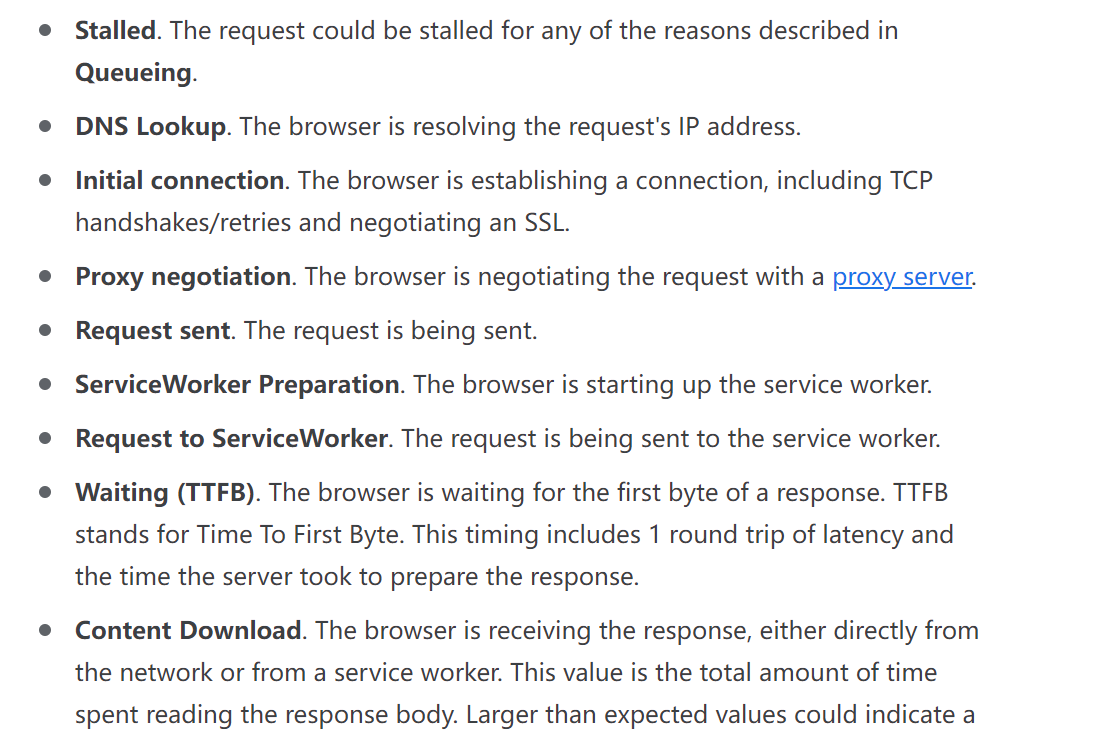 Stalled. The request could be stalled for any of the reasons described in
Queueing.
DNS Lookup. The browser is resolving the request's IP address.
Initial connection. The browser is establishing a connection, including TCP
handshakes/retries and negotiating an SSL.
Proxy negotiation. The browser is negotiating the request with a proxy server.
Request sent. The request is being sent.
ServiceWorker Preparation. The browser is starting up the service worker.
Request to ServiceWorker. The request is being sent to the service worker.
Waiting (TTFB). The browser is waiting for the first byte of a response. TTFB
stands for Time To First Byte. This timing includes 1 round trip of latency and
the time the server took to prepare the response.
Content Download. The browser is receiving the response, either directly from
the network or from a service worker. This value is the total amount of time
spent reading the response body. Larger than expected values could indicate a